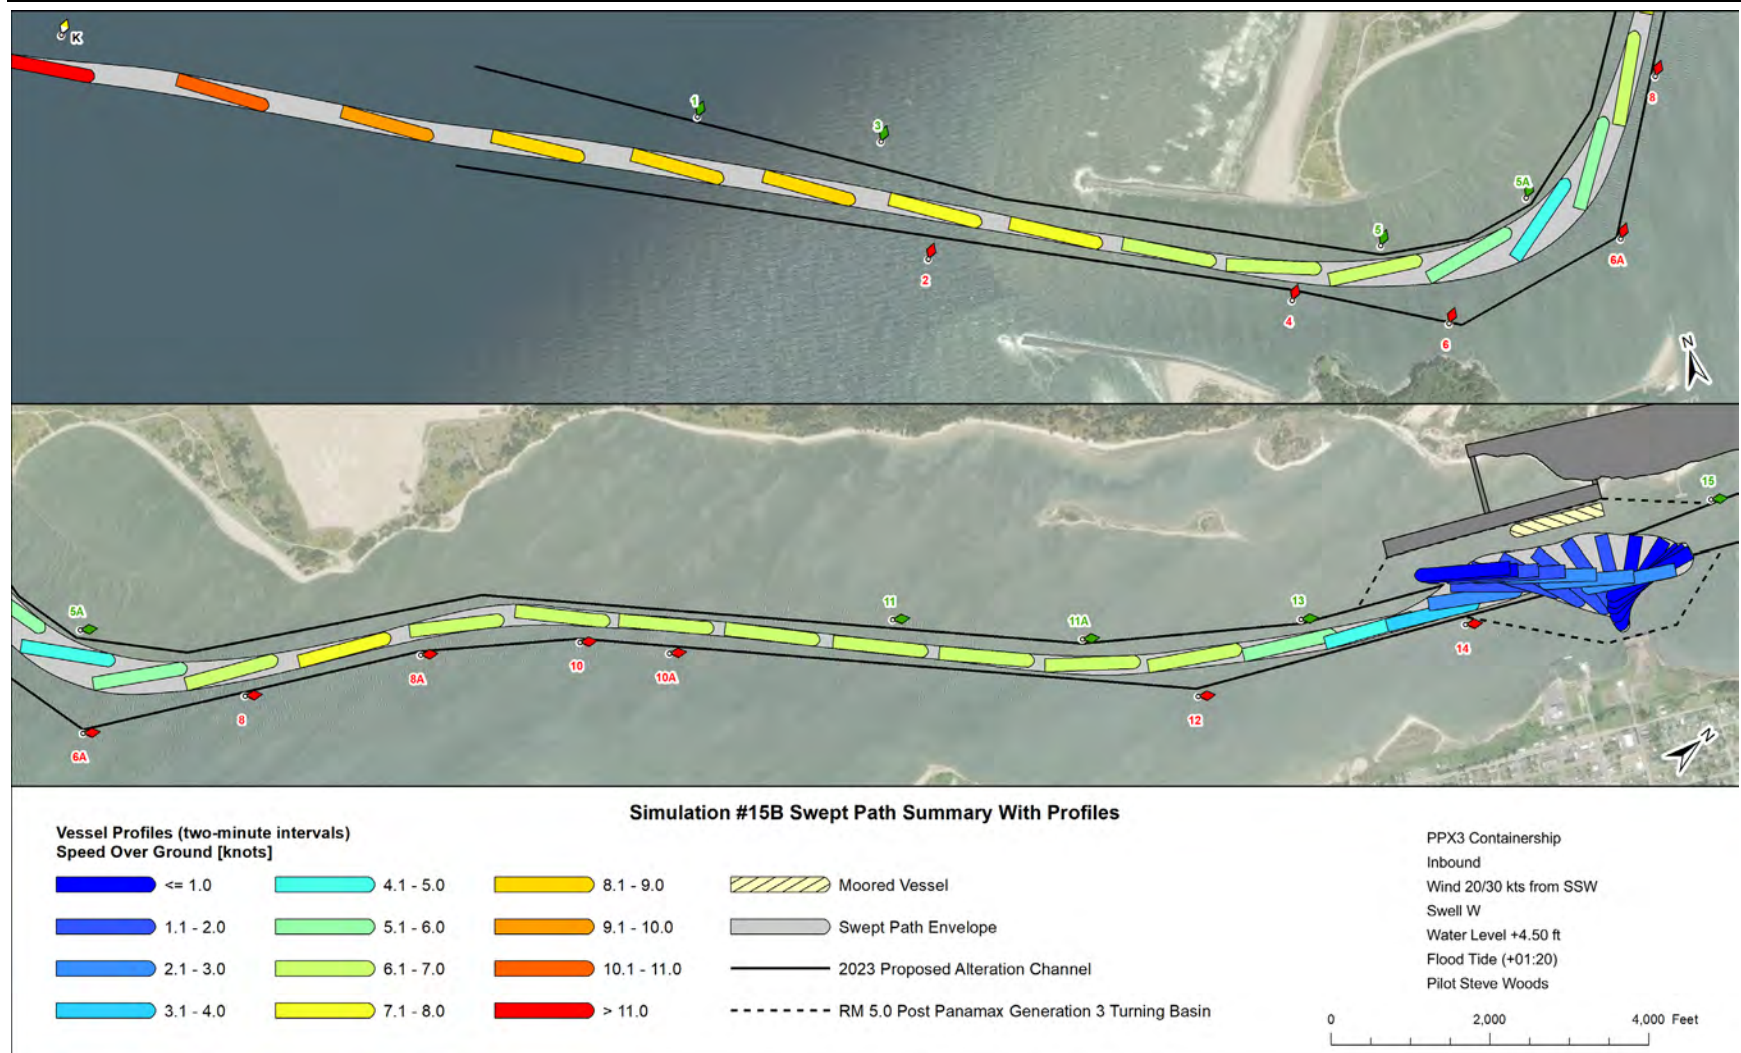 K
1
3
5A
5
8
6A
2
4
6
N
15
5A
11
11A
13
14
8A
10
10A
8
12
6A
N
Simulation #15B Swept Path Summary With Profiles
Vessel Profiles (two-minute intervals)
Speed Over Ground [knots]
<= 1.0
1.1 - 2.0
2.1 - 3.0
3.1 - 4.0
4.1 - 5.0
5.1 - 6.0
6.1 - 7.0
7.1 - 8.0
8.1 - 9.0
9.1 - 10.0
10.1 - 11.0
> 11.0
Moored Vessel
Swept Path Envelope
2023 Proposed Alteration Channel
RM 5.0 Post Panamax Generation 3 Turning Basin
PPX3 Containership
Inbound
Wind 20/30 kts from SSW
Swell W
Water Level +4.50 ft
Flood Tide (+01:20)
Pilot Steve Woods
0 2,000 4,000 Feet